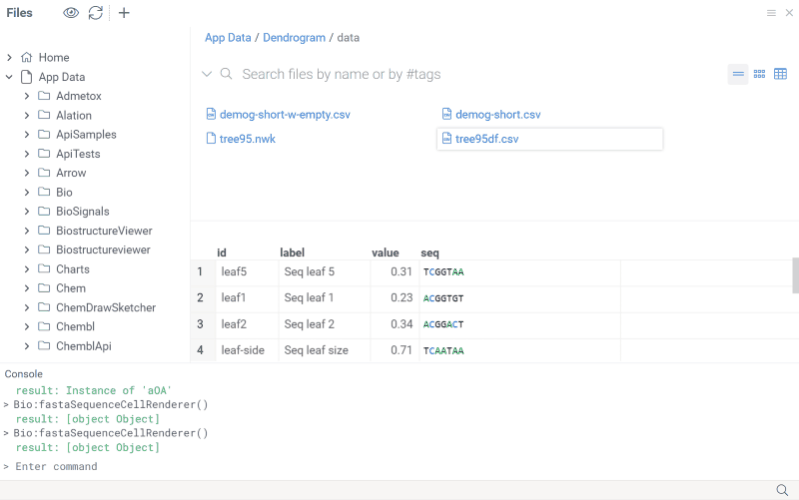 Files
App Data / Dendrogram / data
Home
App Data
Admetox
Alation
ApiSamples
ApiTests
Arrow
Bio
BioSignals
BiostructureViewer
Biostructureviewer
Charts
Chem
ChemDrawSketcher
Chembl
ChemblApi
Search files by name or by #tags
demog-short-w-empty.csv demog-short.csv
tree95.nwk tree95df.csv
id label value seq
1 leaf5 Seq leaf 5 0.31 TCGGTAA
2 leaf1 Seq leaf 1 0.23 ACGGTGT
3 leaf2 Seq leaf 2 0.34 ACGGACT
4 leaf-side Seq leaf size 0.71 TCAATAA
Console
result: Instance of 'aOA'
> Bio:fastaSequenceCellRenderer()
result: [object Object]
> Bio:fastaSequenceCellRenderer()
result: [object Object]
> Enter command